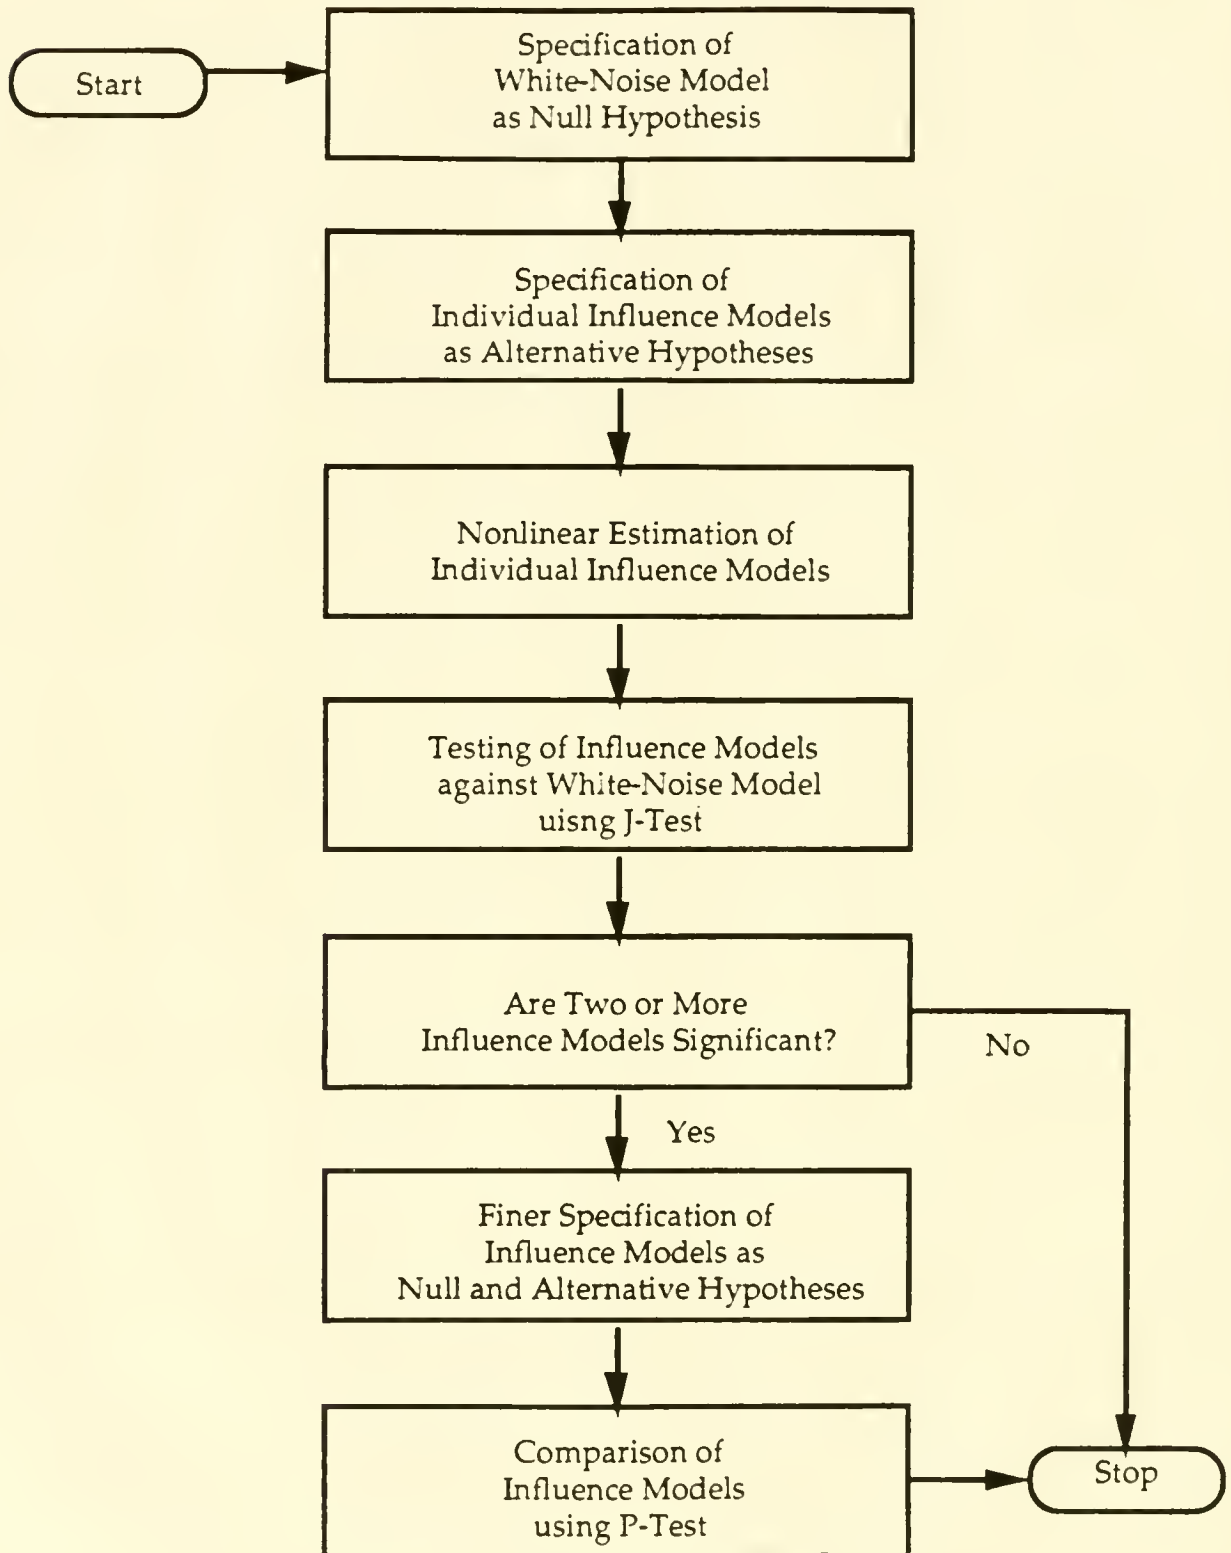 Start
Specification of
White-Noise Model
as Null Hypothesis
Specification of
Individual Influence Models
as Alternative Hypotheses
Nonlinear Estimation of
Individual Influence Models
Testing of Influence Models
against White-Noise Model
uisng J-Test
Are Two or More
Influence Models Significant?
No
Yes
Finer Specification of
Influence Models as
Null and Alternative Hypotheses
Comparison of
Influence Models
using P-Test
Stop